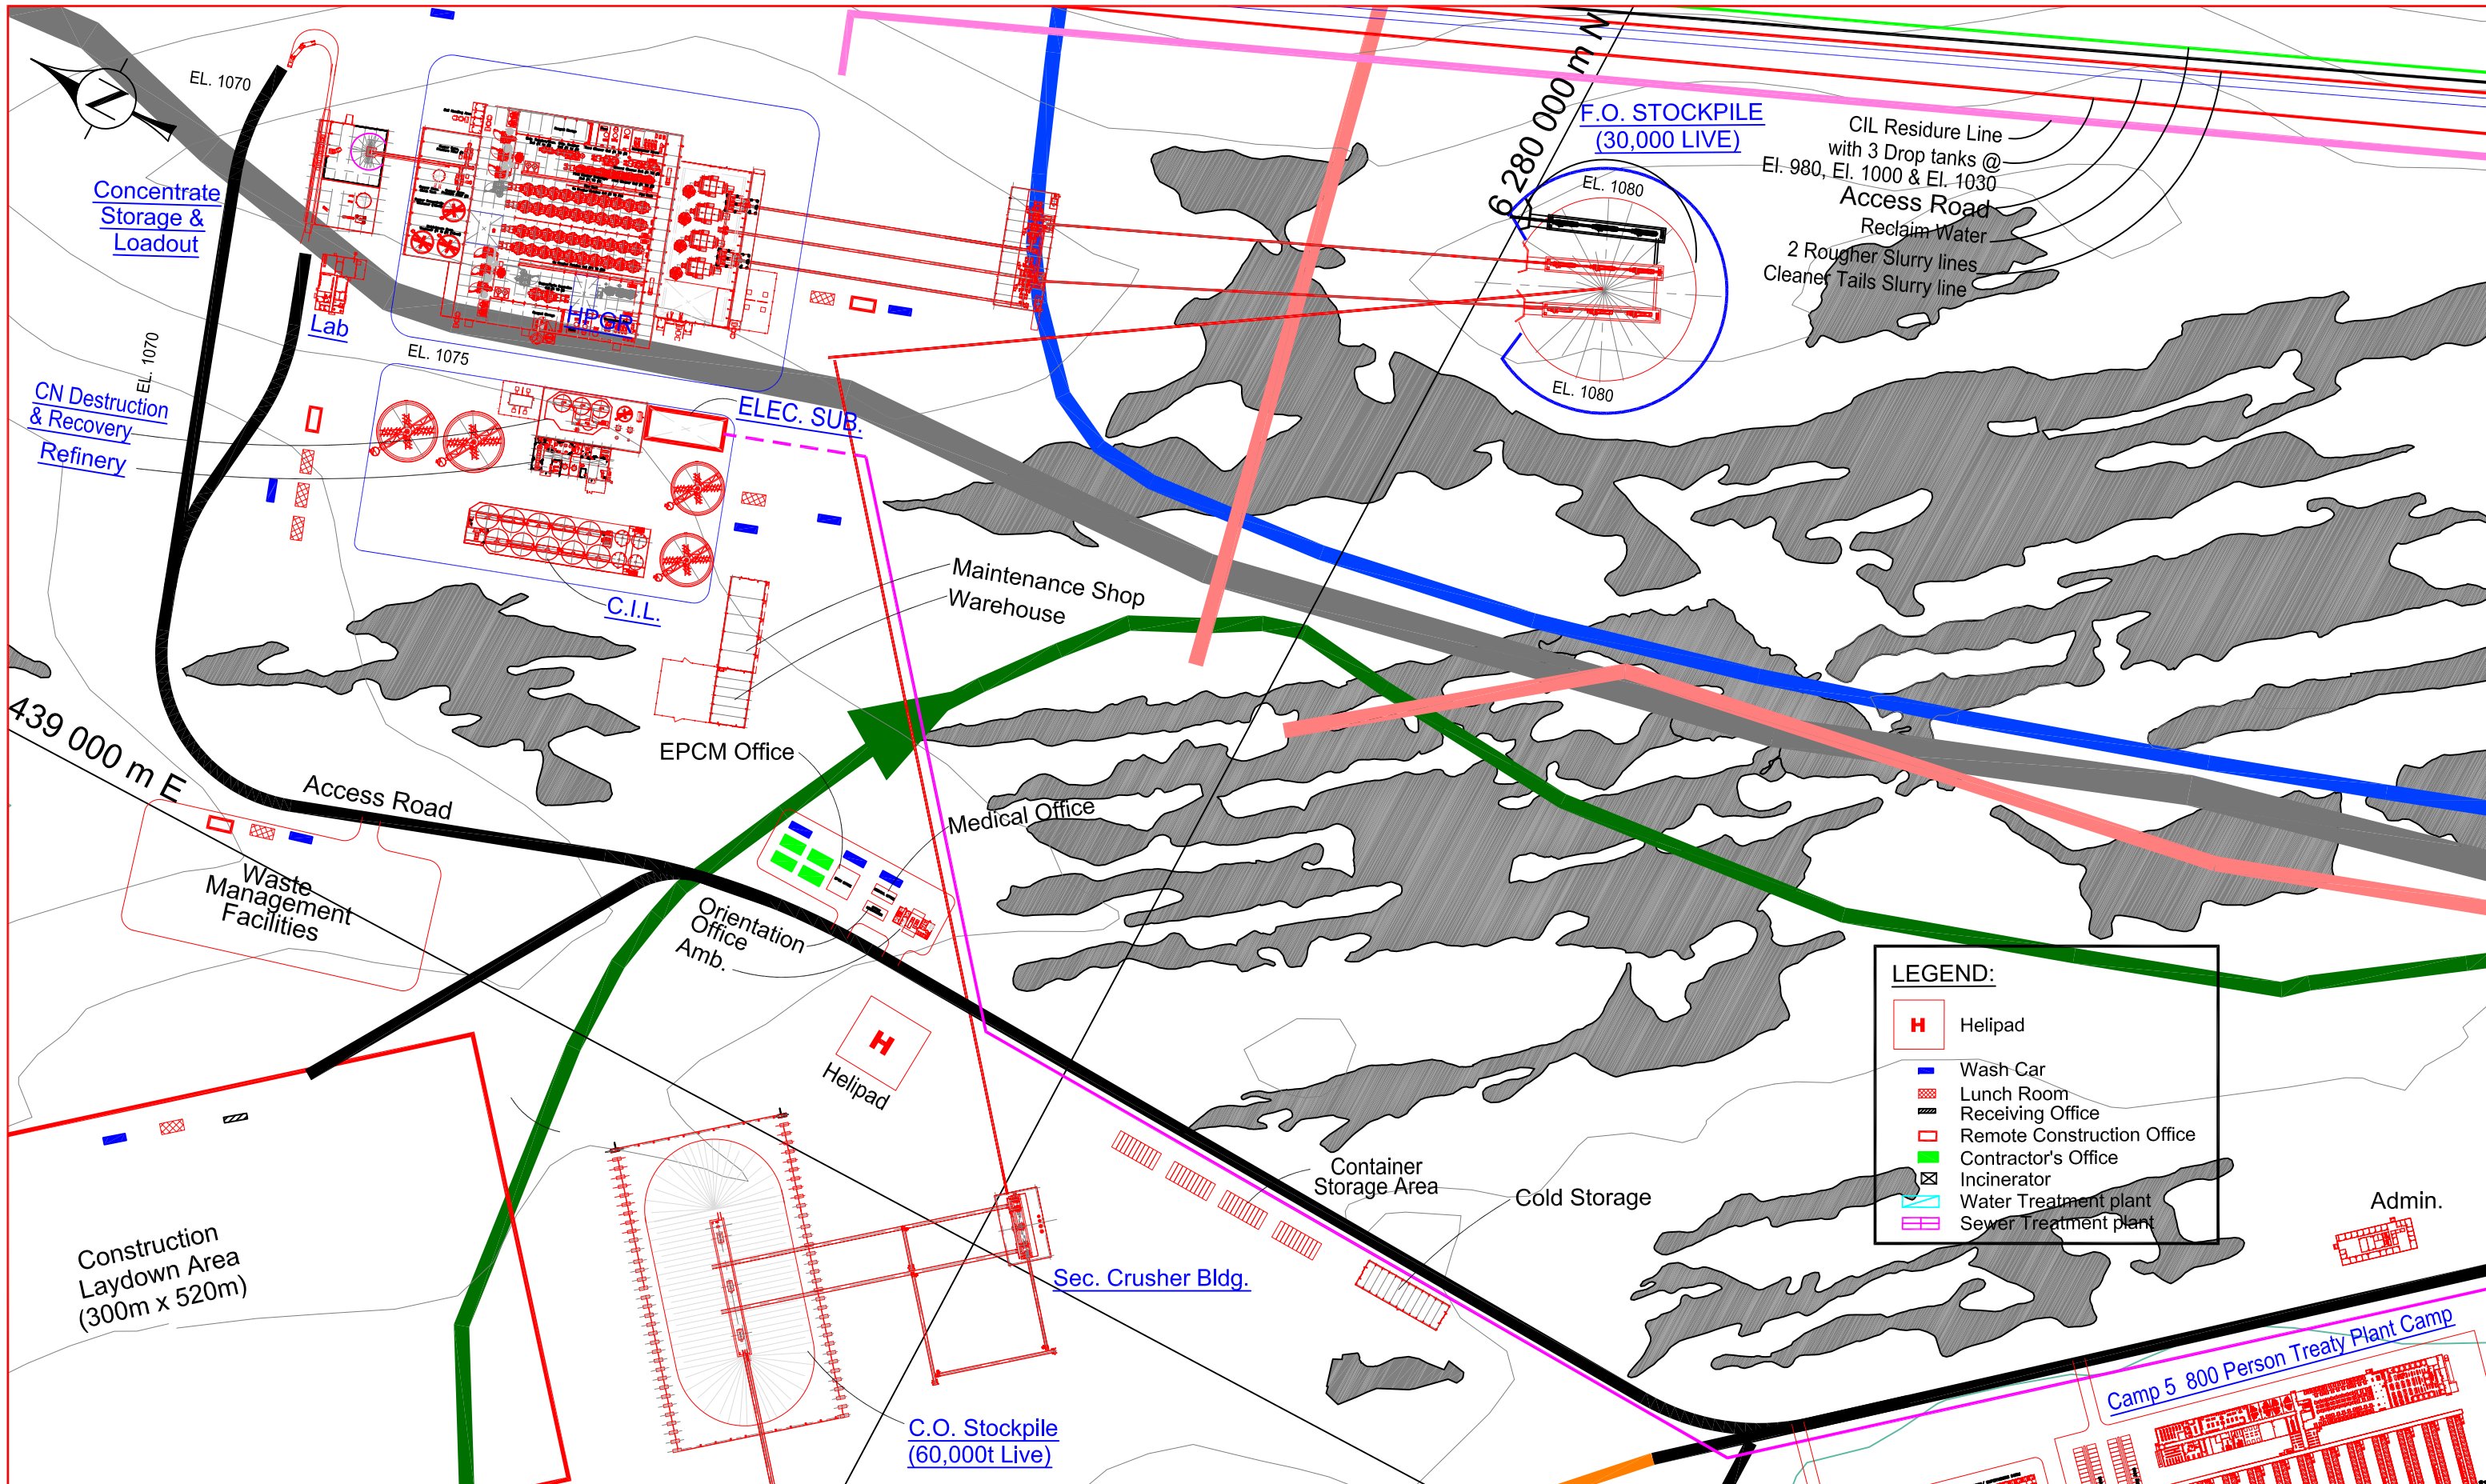 EL. 1070
Concentrate
Storage &
Loadout
Lab
HPGR
EL. 1075
EL. 1070
CN Destruction
& Recovery
Refinery
ELEC. SUB.
C.I.L.
6 280 000 m N
F.O. STOCKPILE
(30,000 LIVE)
EL. 1080
EL. 1080
CIL Residure Line
with 3 Drop tanks @
El. 980, El. 1000 & El. 1030
Access Road
Reclaim Water
2 Rougher Slurry lines
Cleaner Tails Slurry line
Maintenance Shop
Warehouse
439 000 m E
Access Road
EPCM Office
Medical Office
Orientation
Office
Amb.
Waste
Management
Facilities
H
Helipad
Construction
Laydown Area
(300m x 520m)
Sec. Crusher Bldg.
C.O. Stockpile
(60,000t Live)
Container
Storage Area
Cold Storage
LEGEND:
H Helipad
Wash Car
Lunch Room
Receiving Office
Remote Construction Office
Contractor's Office
Incinerator
Water Treatment plant
Sewer Treatment plant
Admin.
Camp 5 800 Person Treaty Plant Camp